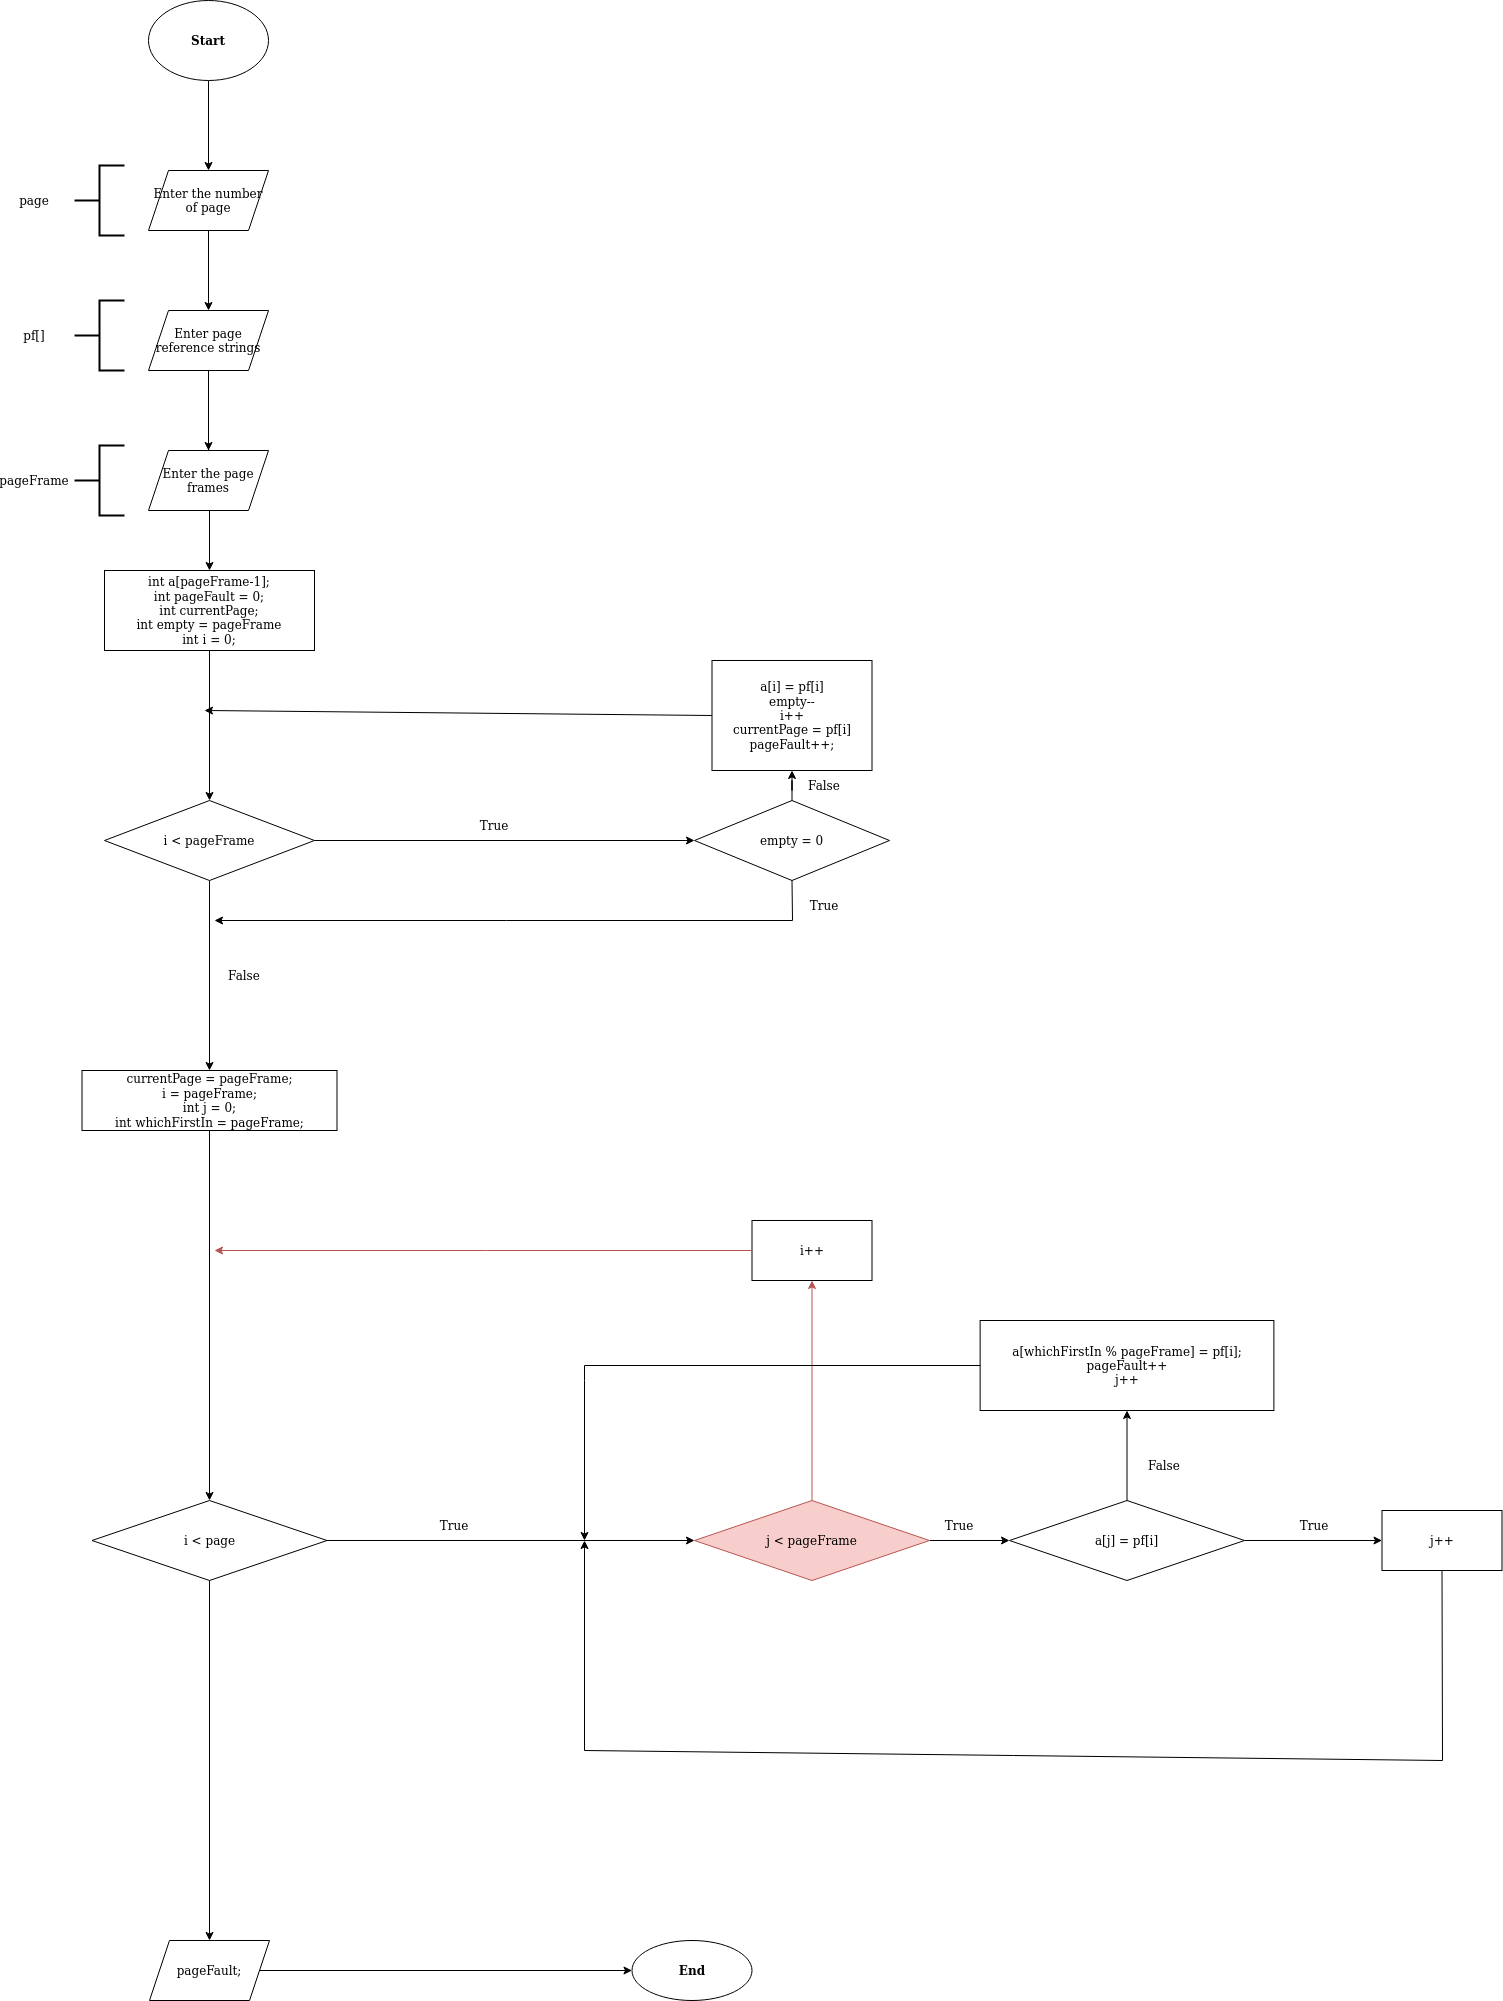 Start
page
Enter the number
of page
pf[]
Enter page
reference strings
pageFrame
Enter the page
frames
int a[pageFrame-1];
int pageFault = 0;
int currentPage;
int empty = pageFrame
int i = 0;
a[i] = pf[i]
empty--
i++
currentPage = pf[i]
pageFault++;
False
i < pageFrame
True
empty = 0
True
False
currentPage = pageFrame;
i = pageFrame;
int j = 0;
int whichFirstIn = pageFrame;
i++
a[whichFirstIn % pageFrame] = pf[i];
pageFault++
j++
False
i < page
True
j < pageFrame
True
a[j] = pf[i]
True
j++
pageFault;
End